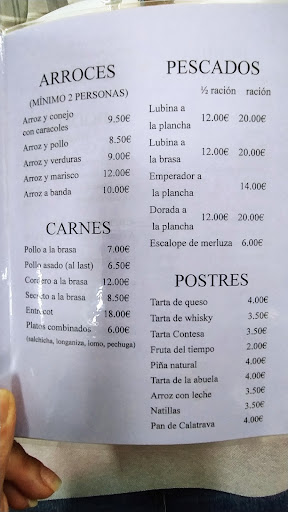 ARROCES
(MÍNIMO 2 PERSONAS)
Arroz y conejo
con caracoles 9.50€
Arroz y pollo 8.50€
Arroz y verduras 9.00€
Arroz y marisco 12.00€
Arroz a banda 10.00€
CARNES
Pollo a la brasa 7.00€
Pollo asado (al last) 6.50€
Cordero a la brasa 12.00€
Secreto a la brasa 8.50€
Entrecot 18.00€
Platos combinados 6.00€
(salchicha, longaniza, lomo, pechuga)
PESCADOS
½ ración ración
Lubina a
la plancha 12.00€ 20.00€
Lubina a
la brasa 12.00€ 20.00€
Emperador a
la plancha 14.00€
Dorada a
la plancha 12.00€ 20.00€
Escalope de merluza 6.00€
POSTRES
Tarta de queso 4.00€
Tarta de whisky 3.50€
Tarta Contesa 3.50€
Fruta del tiempo 2.00€
Piña natural 4.00€
Tarta de la abuela 4.00€
Arroz con leche 3.50€
Natillas 3.50€
Pan de Calatrava 4.00€